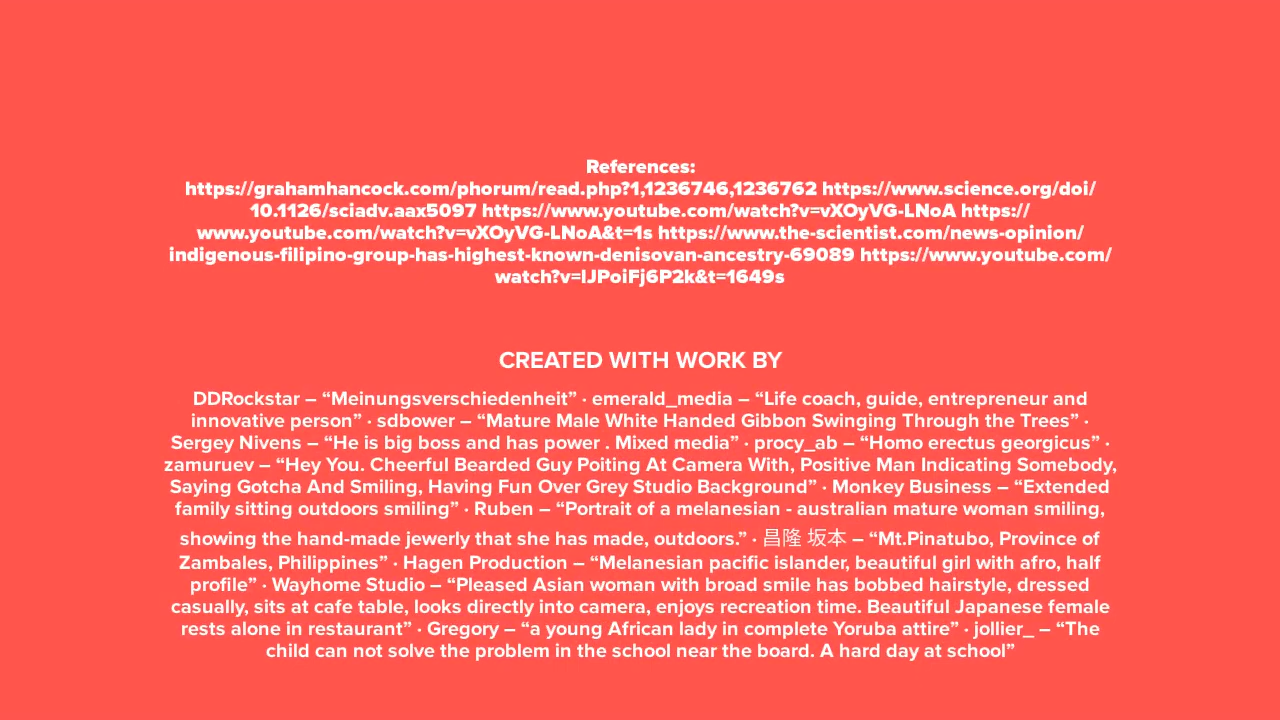 References:
https://grahamhancock.com/phorum/read.php?1,1236746,1236762 https://www.science.org/doi/
10.1126/sciadv.aax5097 https://www.youtube.com/watch?v=vXOyVG-LNoA https://
www.youtube.com/watch?v=vXOyVG-LNoA&t=1s https://www.the-scientist.com/news-opinion/
indigenous-filipino-group-has-highest-known-denisovan-ancestry-69089 https://www.youtube.com/
watch?v=IJPoiFj6P2k&t=1649s
CREATED WITH WORK BY
DDRockstar – “Meinungsverschiedenheit” · emerald_media – “Life coach, guide, entrepreneur and
innovative person” · sdbower – “Mature Male White Handed Gibbon Swinging Through the Trees” ·
Sergey Nivens – “He is big boss and has power . Mixed media” · procy_ab – “Homo erectus georgicus” ·
zamuruev – “Hey You. Cheerful Bearded Guy Poiting At Camera With, Positive Man Indicating Somebody,
Saying Gotcha And Smiling, Having Fun Over Grey Studio Background” · Monkey Business – “Extended
family sitting outdoors smiling” · Ruben – “Portrait of a melanesian - australian mature woman smiling,
showing the hand-made jewerly that she has made, outdoors.” · 昌隆 坂本 – “Mt.Pinatubo, Province of
Zambales, Philippines” · Hagen Production – “Melanesian pacific islander, beautiful girl with afro, half
profile” · Wayhome Studio – “Pleased Asian woman with broad smile has bobbed hairstyle, dressed
casually, sits at cafe table, looks directly into camera, enjoys recreation time. Beautiful Japanese female
rests alone in restaurant” · Gregory – “a young African lady in complete Yoruba attire” · jollier_ – “The
child can not solve the problem in the school near the board. A hard day at school”